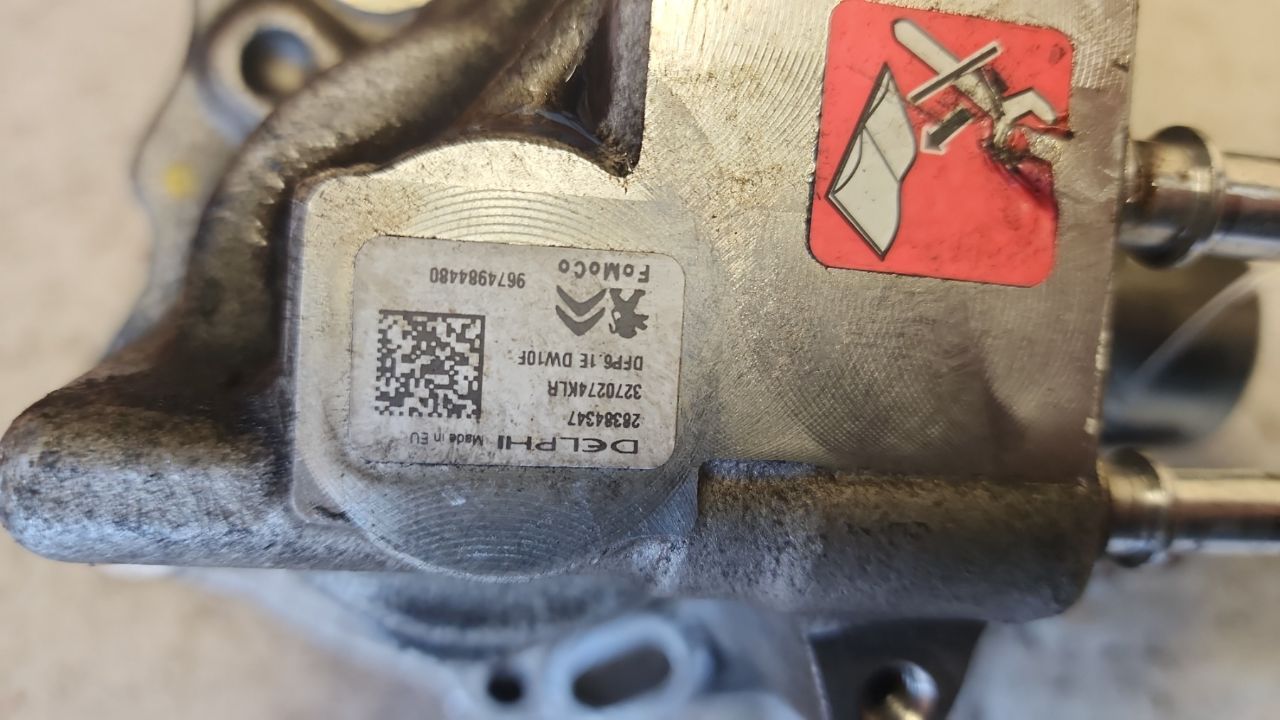 DELPHI Made in EU
28384347
3270274KLR
DFP6.1E DW10F
FoMoCo
9674984480